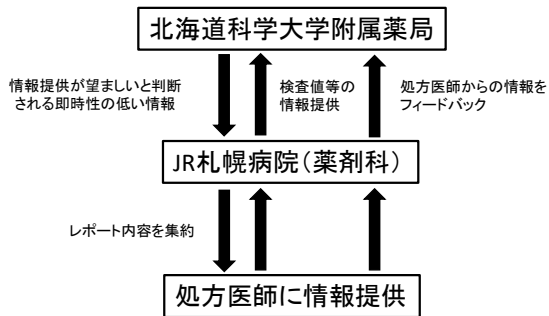 北海道科学大学附属薬局
情報提供が望ましいと判断
される即時性の低い情報
検査値等の
情報提供
処方医師からの情報を
フィードバック
JR札幌病院(薬剤科)
レポート内容を集約
処方医師に情報提供